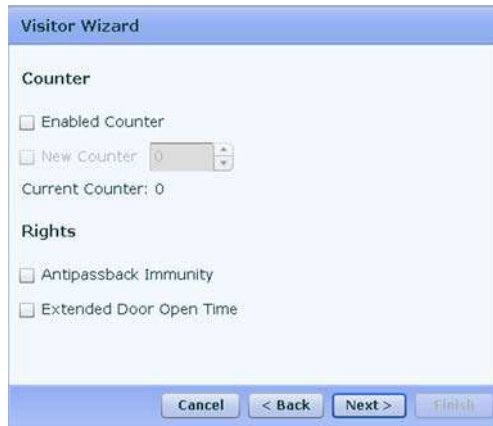 Visitor Wizard
Counter
Enabled Counter
New Counter 0
Current Counter: 0
Rights
Antipassback Immunity
Extended Door Open Time
Cancel < Back Next > Finish